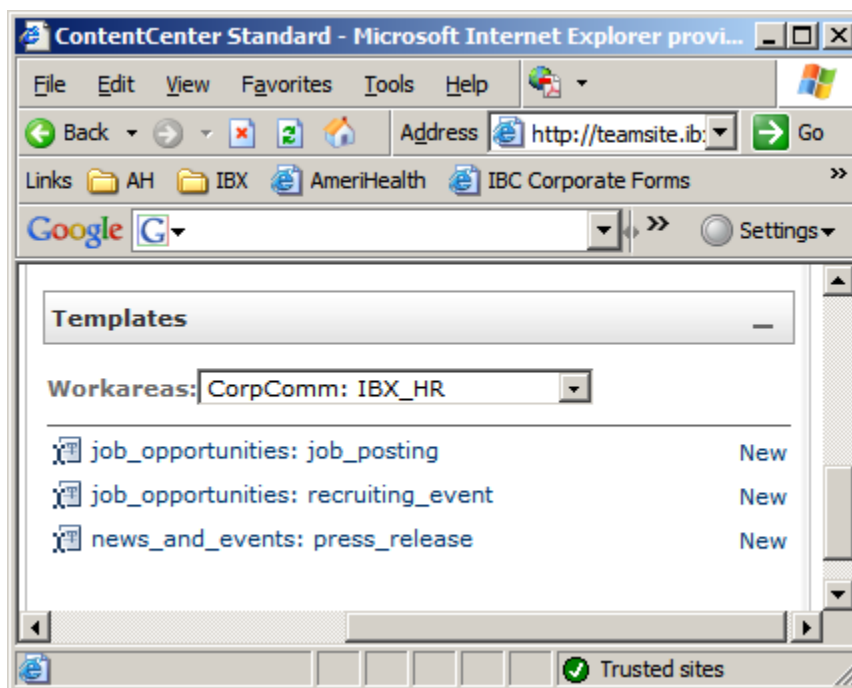 ContentCenter Standard - Microsoft Internet Explorer provi...
File Edit View Favorites Tools Help
Back Address http://teamsite.ib Go
Links AH IBX AmeriHealth IBC Corporate Forms »
Google G Settings
Templates
Workareas: CorpComm: IBX_HR
job_opportunities: job_posting New
job_opportunities: recruiting_event New
news_and_events: press_release New
Trusted sites